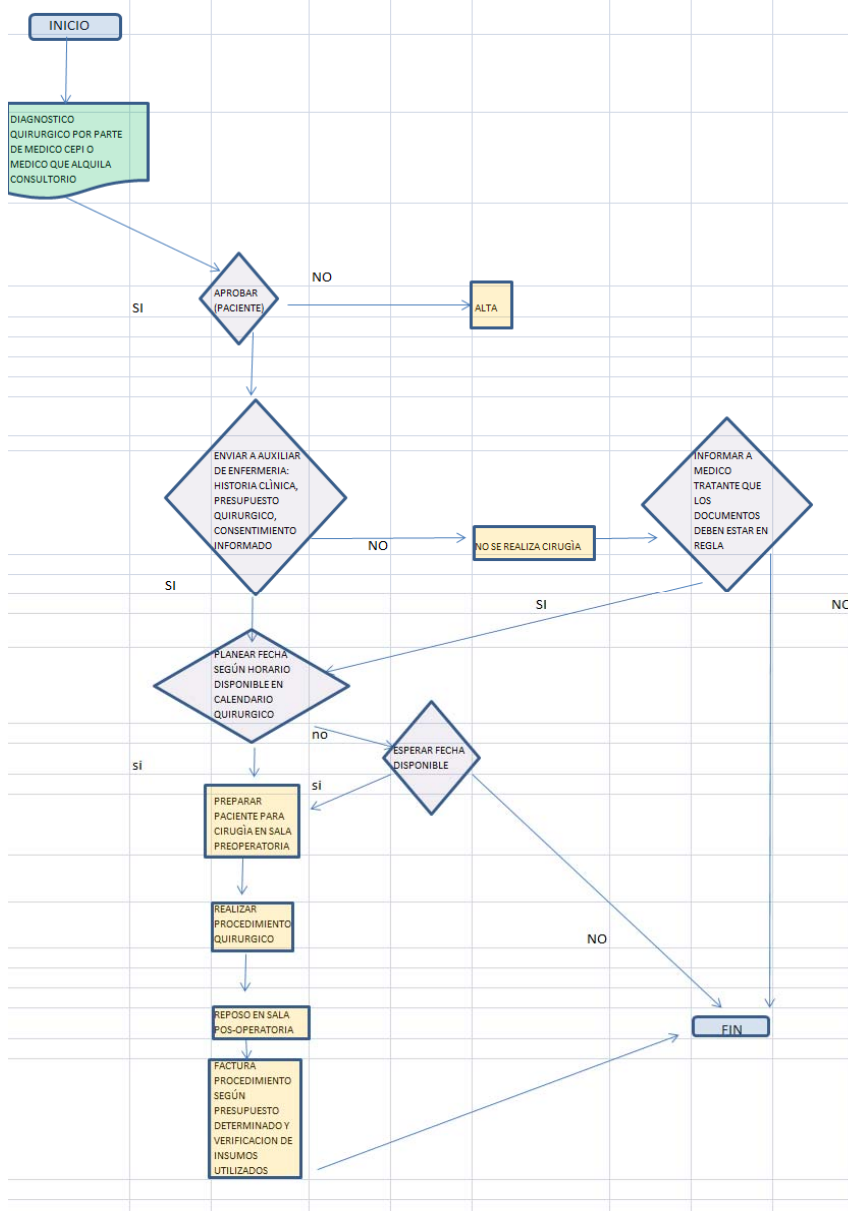 INICIO
DIAGNOSTICO
QUIRURGICO POR PARTE
DE MEDICO CEPI O
MEDICO QUE ALQUILA
CONSULTORIO
NO
APROBAR
(PACIENTE)
SI
ALTA
ENVIAR A AUXILIAR
DE ENFERMERIA:
HISTORIA CLÌNICA,
PRESUPUESTO
QUIRURGICO,
CONSENTIMIENTO
INFORMADO
NO
NO SE REALIZA CIRUGÌA
INFORMAR A
MEDICO
TRATANTE QUE
LOS
DOCUMENTOS
DEBEN ESTAR EN
REGLA
SI
SI
NO
PLANEAR FECHA
SEGÚN HORARIO
DISPONIBLE EN
CALENDARIO
QUIRURGICO
no
ESPERAR FECHA
DISPONIBLE
si
si
PREPARAR
PACIENTE PARA
CIRUGÌA EN SALA
PREOPERATORIA
REALIZAR
PROCEDIMIENTO
QUIRURGICO
NO
REPOSO EN SALA
POS-OPERATORIA
FIN
FACTURA
PROCEDIMIENTO
SEGÚN
PRESUPUESTO
DETERMINADO Y
VERIFICACION DE
INSUMOS
UTILIZADOS